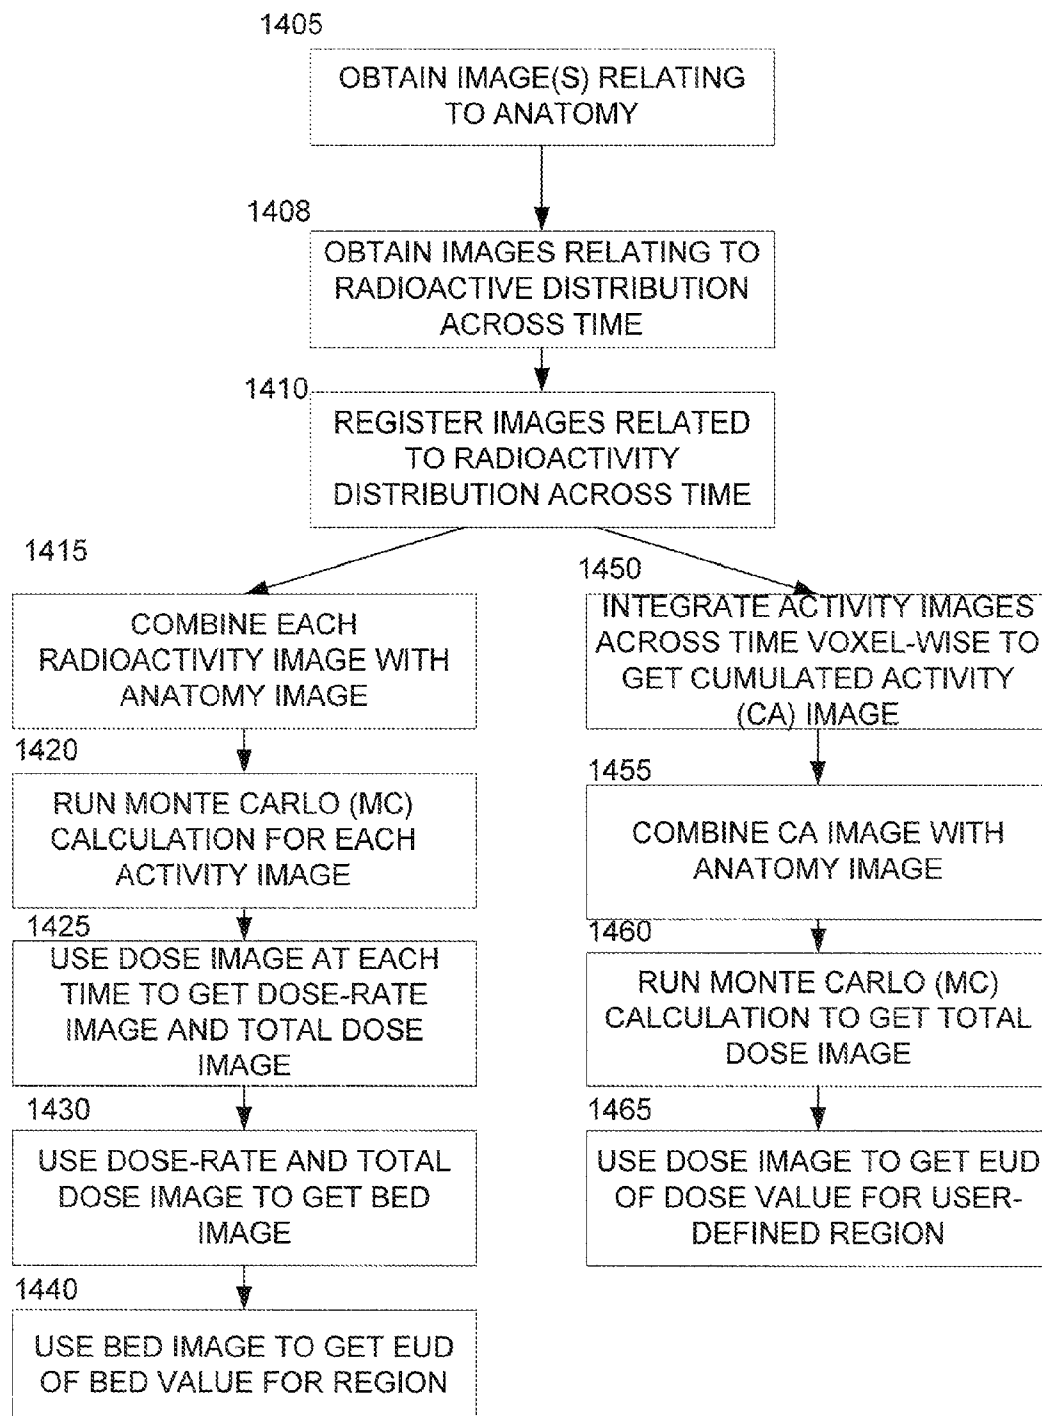 1405
OBTAIN IMAGE(S) RELATING
TO ANATOMY
1408
OBTAIN IMAGES RELATING TO
RADIOACTIVE DISTRIBUTION
ACROSS TIME
1410
REGISTER IMAGES RELATED
TO RADIOACTIVITY
DISTRIBUTION ACROSS TIME
1415
COMBINE EACH
RADIOACTIVITY IMAGE WITH
ANATOMY IMAGE
1420
RUN MONTE CARLO (MC)
CALCULATION FOR EACH
ACTIVITY IMAGE
1425
USE DOSE IMAGE AT EACH
TIME TO GET DOSE-RATE
IMAGE AND TOTAL DOSE
IMAGE
1430
USE DOSE-RATE AND TOTAL
DOSE IMAGE TO GET BED
IMAGE
1440
USE BED IMAGE TO GET EUD
OF BED VALUE FOR REGION
1450
INTEGRATE ACTIVITY IMAGES
ACROSS TIME VOXEL-WISE TO
GET CUMULATED ACTIVITY
(CA) IMAGE
1455
COMBINE CA IMAGE WITH
ANATOMY IMAGE
1460
RUN MONTE CARLO (MC)
CALCULATION TO GET TOTAL
DOSE IMAGE
1465
USE DOSE IMAGE TO GET EUD
OF DOSE VALUE FOR USER-
DEFINED REGION